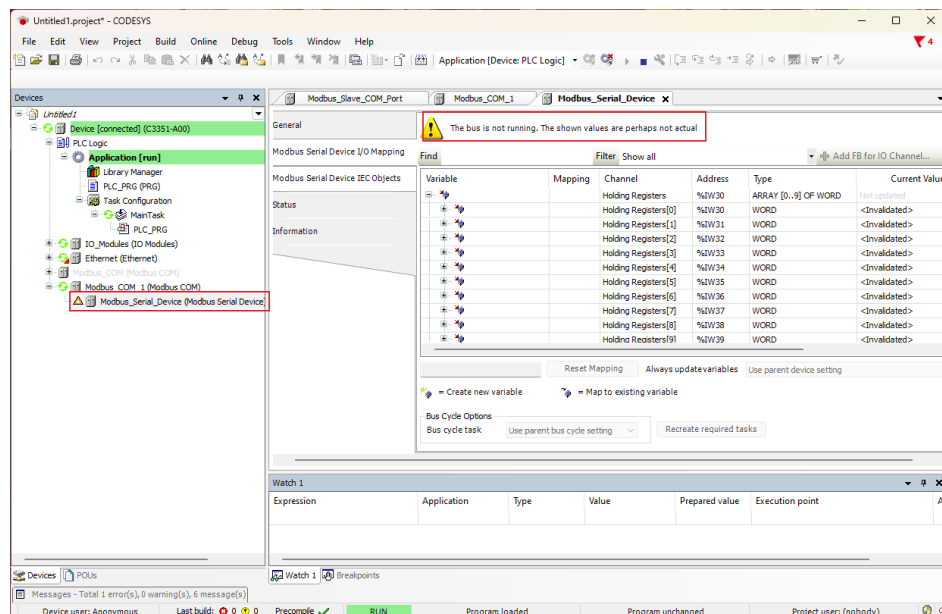 Untitled1.project* - CODESYS
File Edit View Project Build Online Debug Tools Window Help
4
Application [Device: PLC Logic]
Devices
Untitled1
Device [connected] (C3351-A00)
PLC Logic
Application [run]
Library Manager
PLC_PRG (PRG)
Task Configuration
MainTask
PLC_PRG
IO_Modules (IO Modules)
Ethernet (Ethernet)
Modbus_COM (Modbus COM)
Modbus_COM_1 (Modbus COM)
Modbus_Serial_Device (Modbus Serial Device)
Devices POUs
Modbus_Slave_COM_Port Modbus_COM_1 Modbus_Serial_Device
General
Modbus Serial Device I/O Mapping
Modbus Serial Device IEC Objects
Status
Information
The bus is not running. The shown values are perhaps not actual
Find Filter Show all Add FB for IO Channel...
Variable Mapping Channel Address Type Current Value
Holding Registers %IW30 ARRAY [0..9] OF WORD Not updated
Holding Registers[0] %IW30 WORD <Invalidated>
Holding Registers[1] %IW31 WORD <Invalidated>
Holding Registers[2] %IW32 WORD <Invalidated>
Holding Registers[3] %IW33 WORD <Invalidated>
Holding Registers[4] %IW34 WORD <Invalidated>
Holding Registers[5] %IW35 WORD <Invalidated>
Holding Registers[6] %IW36 WORD <Invalidated>
Holding Registers[7] %IW37 WORD <Invalidated>
Holding Registers[8] %IW38 WORD <Invalidated>
Holding Registers[9] %IW39 WORD <Invalidated>
Reset Mapping Always update variables Use parent device setting
= Create new variable = Map to existing variable
Bus Cycle Options
Bus cycle task Use parent bus cycle setting Recreate required tasks
Watch 1
Expression Application Type Value Prepared value Execution point
Watch 1 Breakpoints
Messages - Total 1 error(s), 0 warning(s), 6 message(s)
Device user: Anonymous Last build: 0 0 Precompile RUN Program loaded Program unchanged Project user: (nobody)